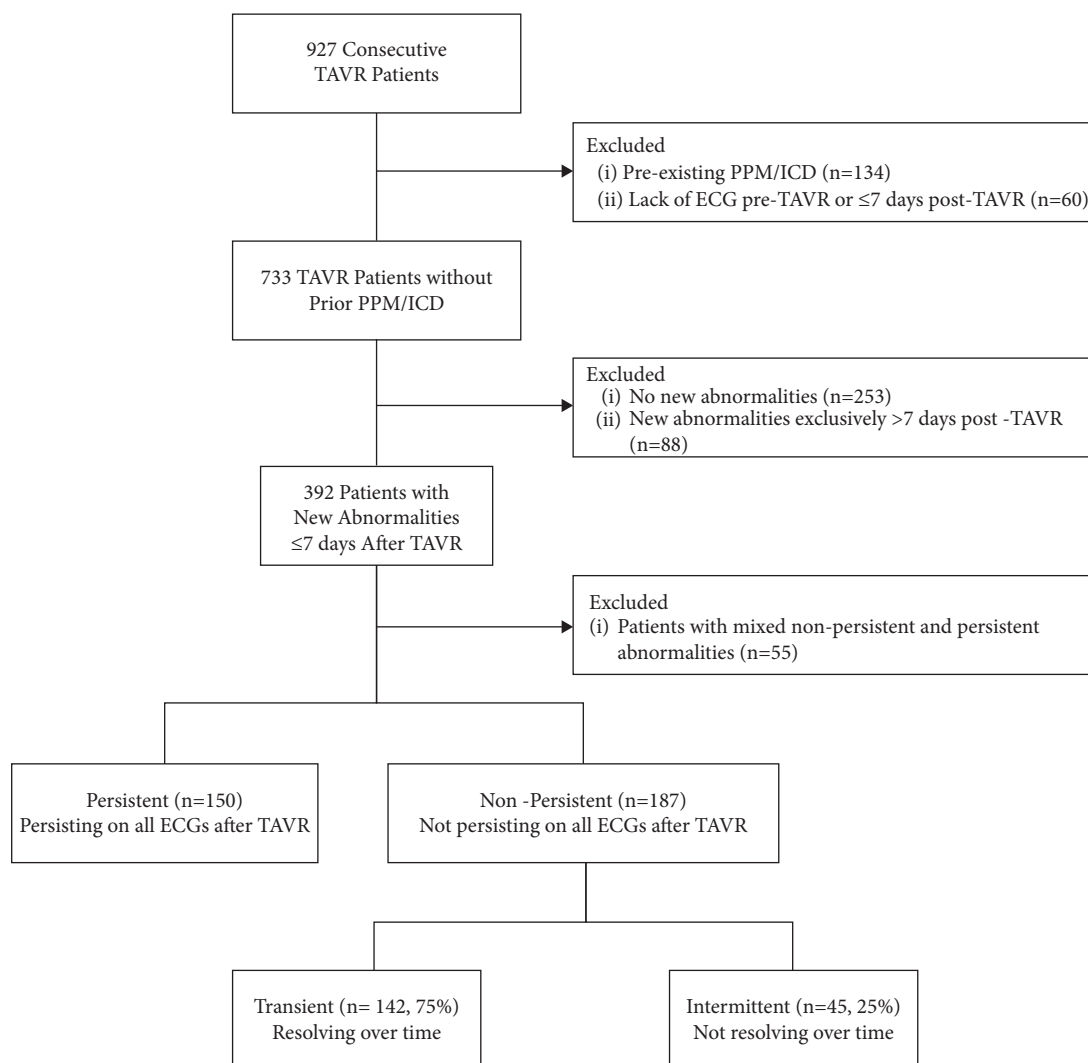 927 Consecutive
TAVR Patients
Excluded
(i) Pre-existing PPM/ICD (n=134)
(ii) Lack of ECG pre-TAVR or ≤7 days post-TAVR (n=60)
733 TAVR Patients without
Prior PPM/ICD
Excluded
(i) No new abnormalities (n=253)
(ii) New abnormalities exclusively >7 days post -TAVR
(n=88)
392 Patients with
New Abnormalities
≤7 days After TAVR
Excluded
(i) Patients with mixed non-persistent and persistent
abnormalities (n=55)
Persistent (n=150)
Persisting on all ECGs after TAVR
Non -Persistent (n=187)
Not persisting on all ECGs after TAVR
Transient (n= 142, 75%)
Resolving over time
Intermittent (n=45, 25%)
Not resolving over time